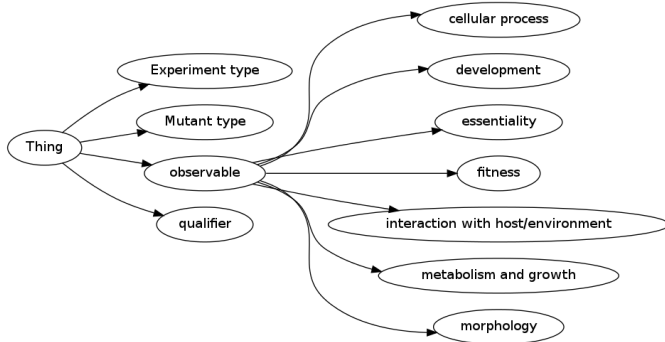 Thing
Experiment type
Mutant type
observable
qualifier
cellular process
development
essentiality
fitness
interaction with host/environment
metabolism and growth
morphology